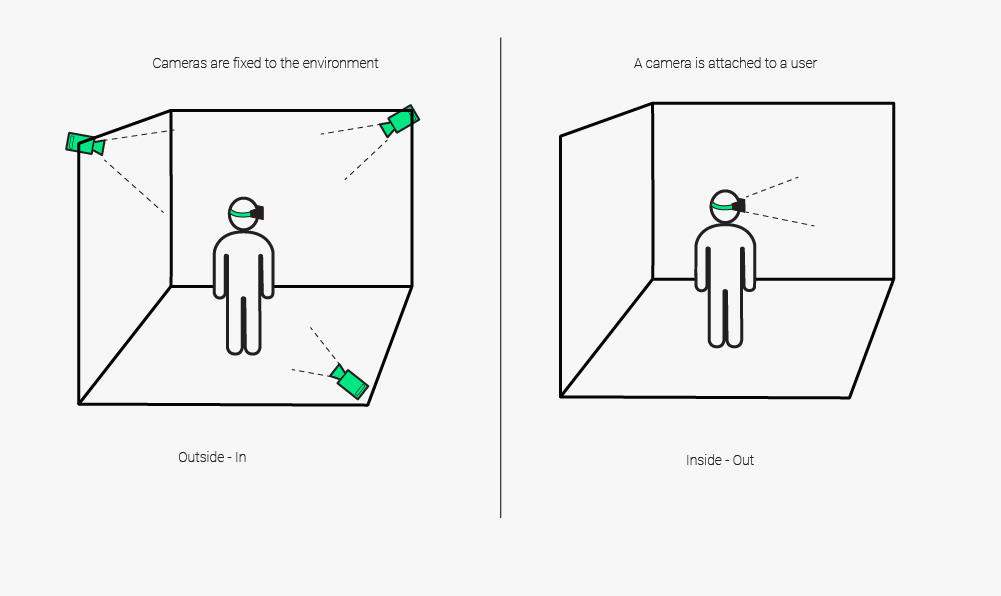 Cameras are fixed to the environment
A camera is attached to a user
Outside - In
Inside - Out